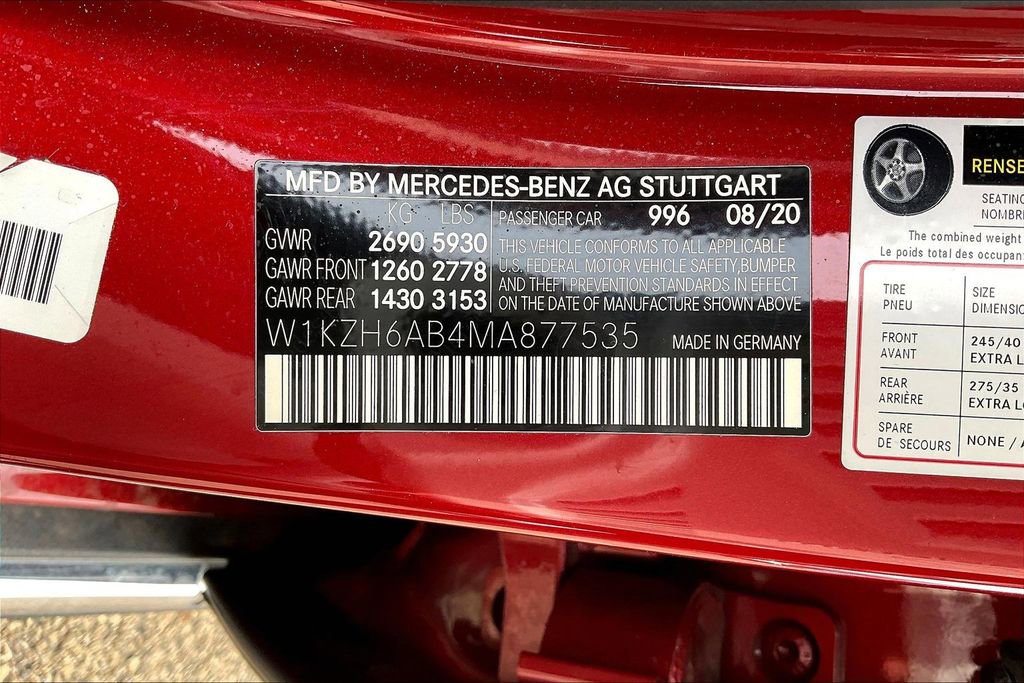 MFD BY MERCEDES-BENZ AG STUTTGART
KG LBS PASSENGER CAR 996 08/20
GVWR 2690 5930
GAWR FRONT 1260 2778
GAWR REAR 1430 3153
THIS VEHICLE CONFORMS TO ALL APPLICABLE
U.S. FEDERAL MOTOR VEHICLE SAFETY,BUMPER
AND THEFT PREVENTION STANDARDS IN EFFECT
ON THE DATE OF MANUFACTURE SHOWN ABOVE
W1KZH6AB4MA877535 MADE IN GERMANY
RENSE
SEATING
NOMBRE
The combined weight
Le poids total des occupant
TIRE SIZE
PNEU DIMENSIO
FRONT 245/40
AVANT EXTRA L
REAR 275/35
ARRIÈRE EXTRA L
SPARE NONE /
DE SECOURS